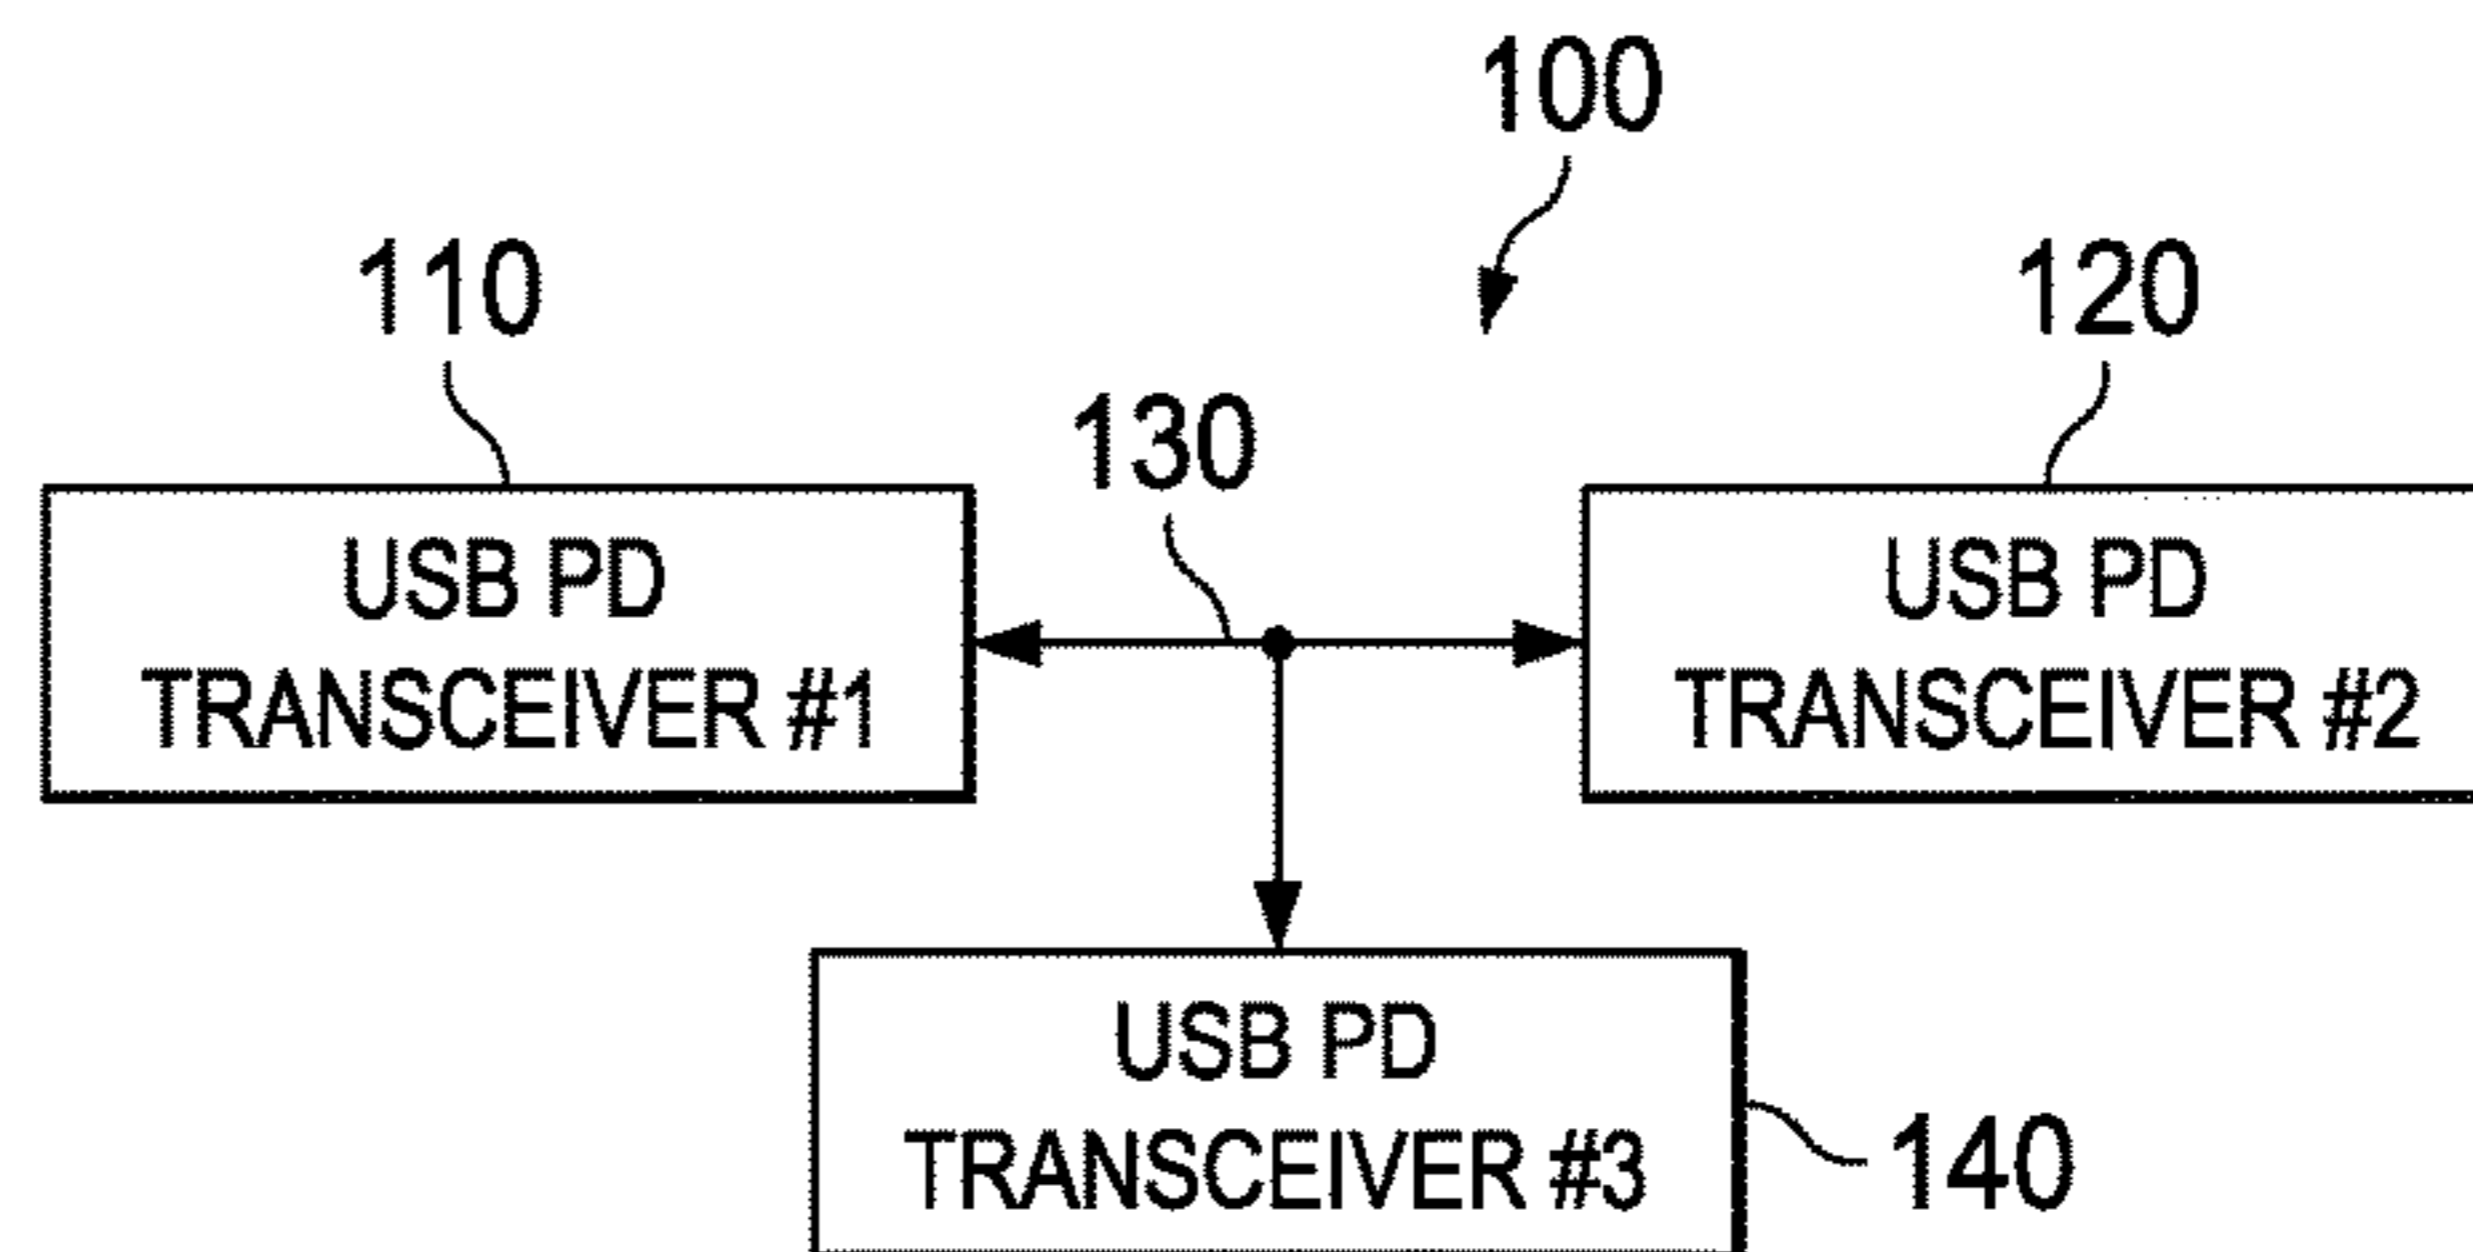 100
110
120
130
USB PD
TRANSCEIVER #1
USB PD
TRANSCEIVER #2
USB PD
TRANSCEIVER #3
140